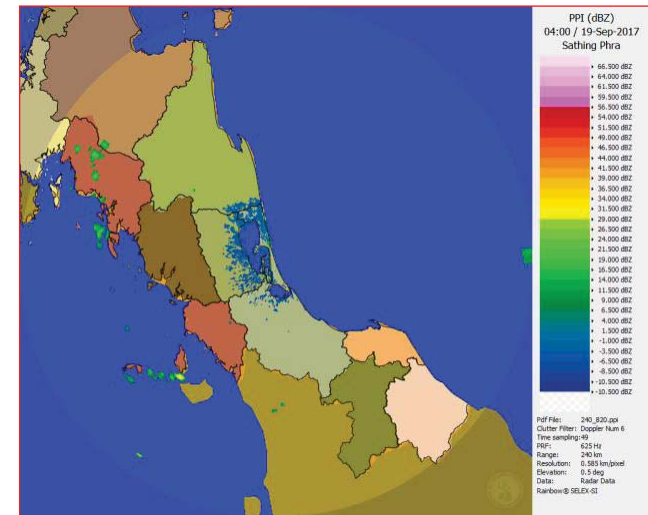 PPI (dBZ)
04:00 / 19-Sep-2017
Sathing Phra
66.500 dBZ
64.000 dBZ
61.500 dBZ
59.500 dBZ
56.500 dBZ
54.000 dBZ
51.500 dBZ
49.000 dBZ
46.500 dBZ
44.000 dBZ
41.500 dBZ
39.000 dBZ
36.500 dBZ
34.000 dBZ
31.500 dBZ
29.000 dBZ
26.500 dBZ
24.000 dBZ
21.500 dBZ
19.000 dBZ
16.500 dBZ
14.000 dBZ
11.500 dBZ
9.000 dBZ
6.500 dBZ
4.000 dBZ
1.500 dBZ
-1.000 dBZ
-3.500 dBZ
-6.500 dBZ
-8.500 dBZ
-10.500 dBZ
-10.500 dBZ
Pdf File: 240_820.ppi
Clutter Filter: Doppler Num 6
Time sampling: 49
PRF: 625 Hz
Range: 240 km
Resolution: 0.585 km/pixel
Elevation: 0.5 deg
Data: Radar Data
Rainbow® SELEX-SI